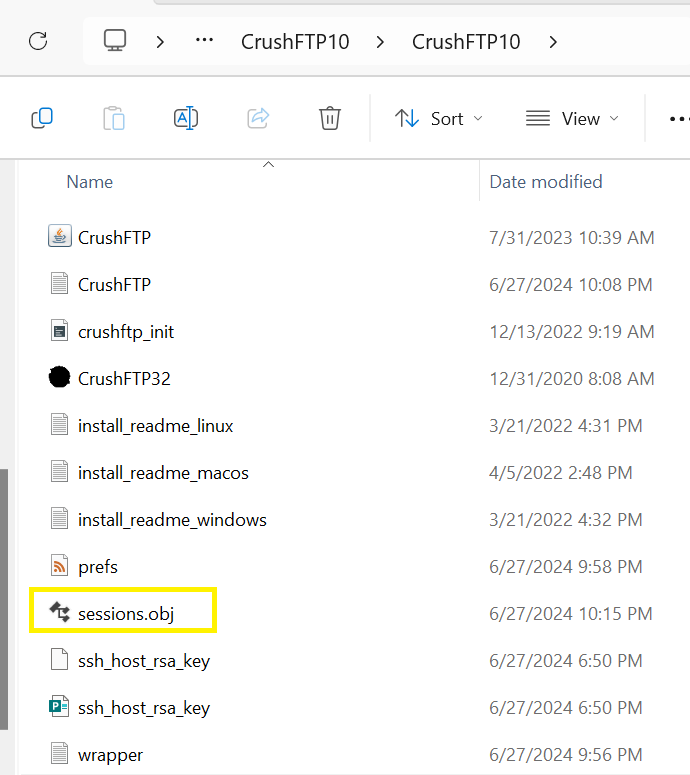 CrushFTP10 > CrushFTP10 >
Sort View
Name Date modified
CrushFTP 7/31/2023 10:39 AM
CrushFTP 6/27/2024 10:08 PM
crushftp_init 12/13/2022 9:19 AM
CrushFTP32 12/31/2020 8:08 AM
install_readme_linux 3/21/2022 4:31 PM
install_readme_macos 4/5/2022 2:48 PM
install_readme_windows 3/21/2022 4:32 PM
prefs 6/27/2024 9:58 PM
sessions.obj 6/27/2024 10:15 PM
ssh_host_rsa_key 6/27/2024 6:50 PM
ssh_host_rsa_key 6/27/2024 6:50 PM
wrapper 6/27/2024 9:56 PM